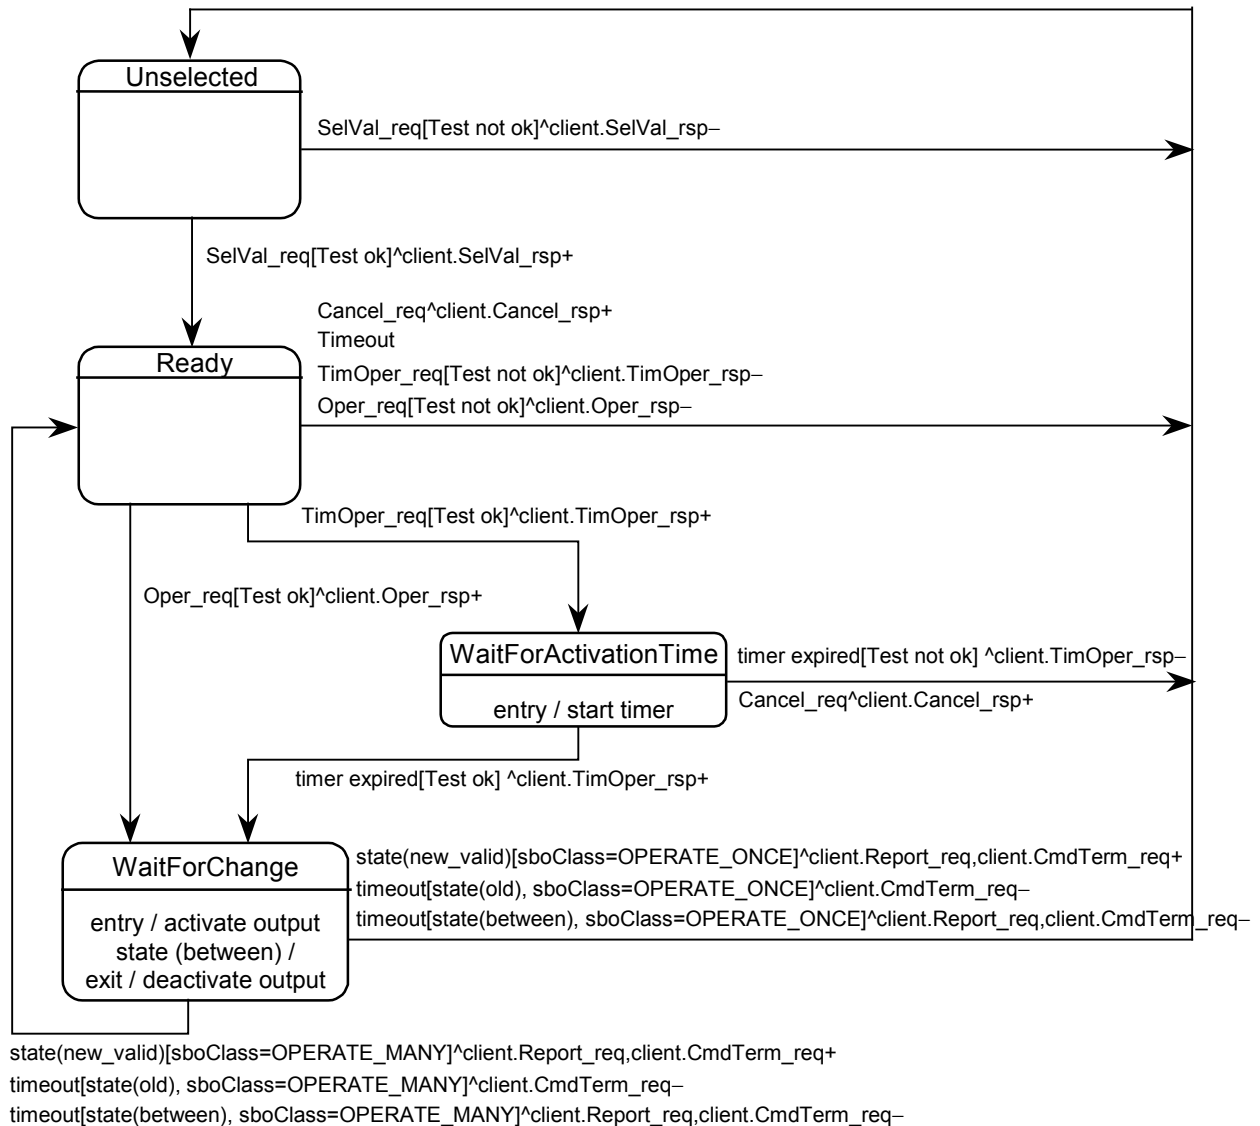 Unselected
SelVal_req[Test not ok]^client.SelVal_rsp–
SelVal_req[Test ok]^client.SelVal_rsp+
Cancel_req^client.Cancel_rsp+
Timeout
TimOper_req[Test not ok]^client.TimOper_rsp–
Oper_req[Test not ok]^client.Oper_rsp–
Ready
TimOper_req[Test ok]^client.TimOper_rsp+
Oper_req[Test ok]^client.Oper_rsp+
WaitForActivationTime
entry / start timer
timer expired[Test not ok] ^client.TimOper_rsp–
Cancel_req^client.Cancel_rsp+
timer expired[Test ok] ^client.TimOper_rsp+
WaitForChange
entry / activate output
state (between) /
exit / deactivate output
state(new_valid)[sboClass=OPERATE_ONCE]^client.Report_req,client.CmdTerm_req+
timeout[state(old), sboClass=OPERATE_ONCE]^client.CmdTerm_req–
timeout[state(between), sboClass=OPERATE_ONCE]^client.Report_req,client.CmdTerm_req–
state(new_valid)[sboClass=OPERATE_MANY]^client.Report_req,client.CmdTerm_req+
timeout[state(old), sboClass=OPERATE_MANY]^client.CmdTerm_req–
timeout[state(between), sboClass=OPERATE_MANY]^client.Report_req,client.CmdTerm_req–